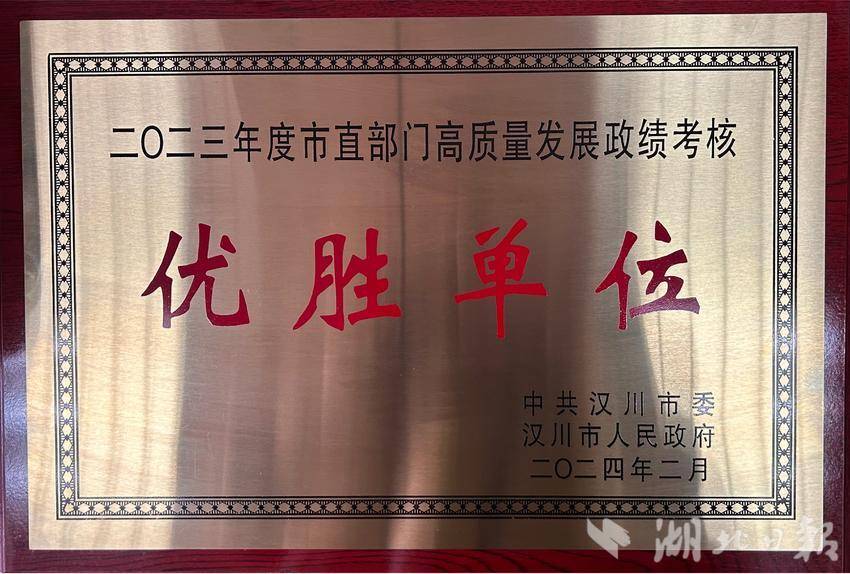 二〇二三年度市直部门高质量发展政绩考核
优胜单位
中共汉川市委
汉川市人民政府
二〇二四年二月
湖北日报